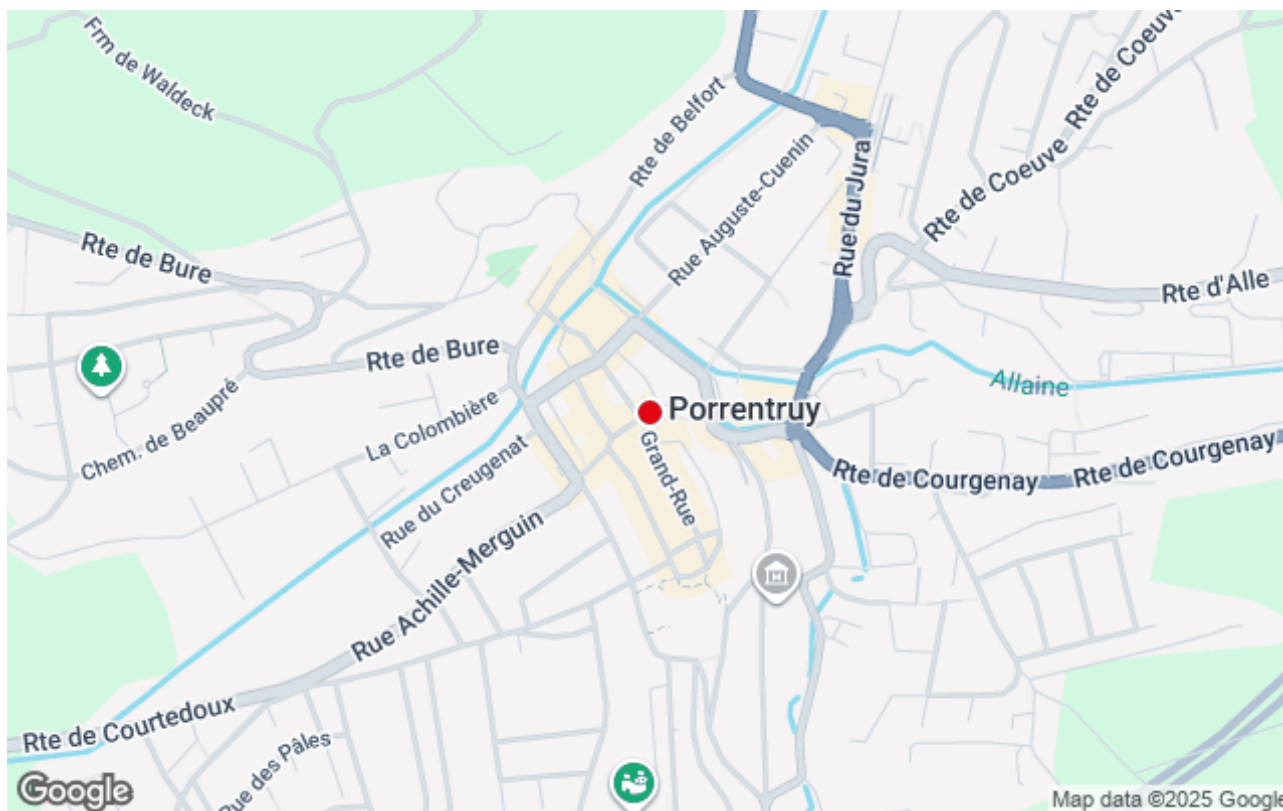 Frm de Waldeck
Rte de Belfort
Rte de Coeuve
Rte de Coeuve
Rue Auguste-Cuenin
Rue du Jura
Rte de Bure
Rte d'Alle
Rte de Bure
Allaine
Chem. de Beaupré
La Colombière
Porrentruy
Rue du Creugenat
Grand-Rue
Rte de Courgenay
Rte de Courgenay
Rue Achille-Merguin
Rte de Courtedoux
Rue des Pâles
Google
Map data ©2025 Google